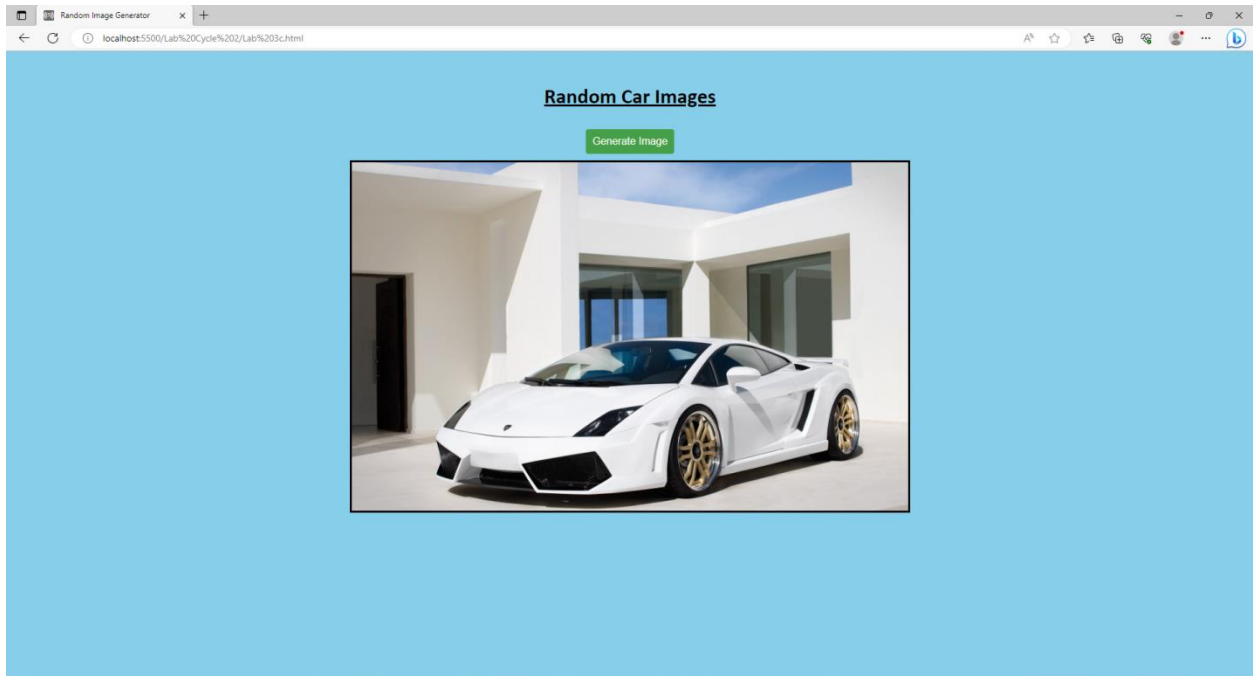 Random Image Generator
localhost:5500/Lab%20Cycle%202/Lab%203c.html
Random Car Images
Generate Image